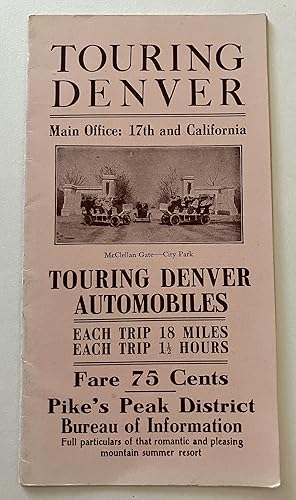 TOURING
DENVER
Main Office: 17th and California
McClellan Gate—City Park
TOURING DENVER
AUTOMOBILES
EACH TRIP 18 MILES
EACH TRIP 1½ HOURS
Fare 75 Cents
Pike's Peak District
Bureau of Information
Full particulars of that romantic and pleasing
mountain summer resort